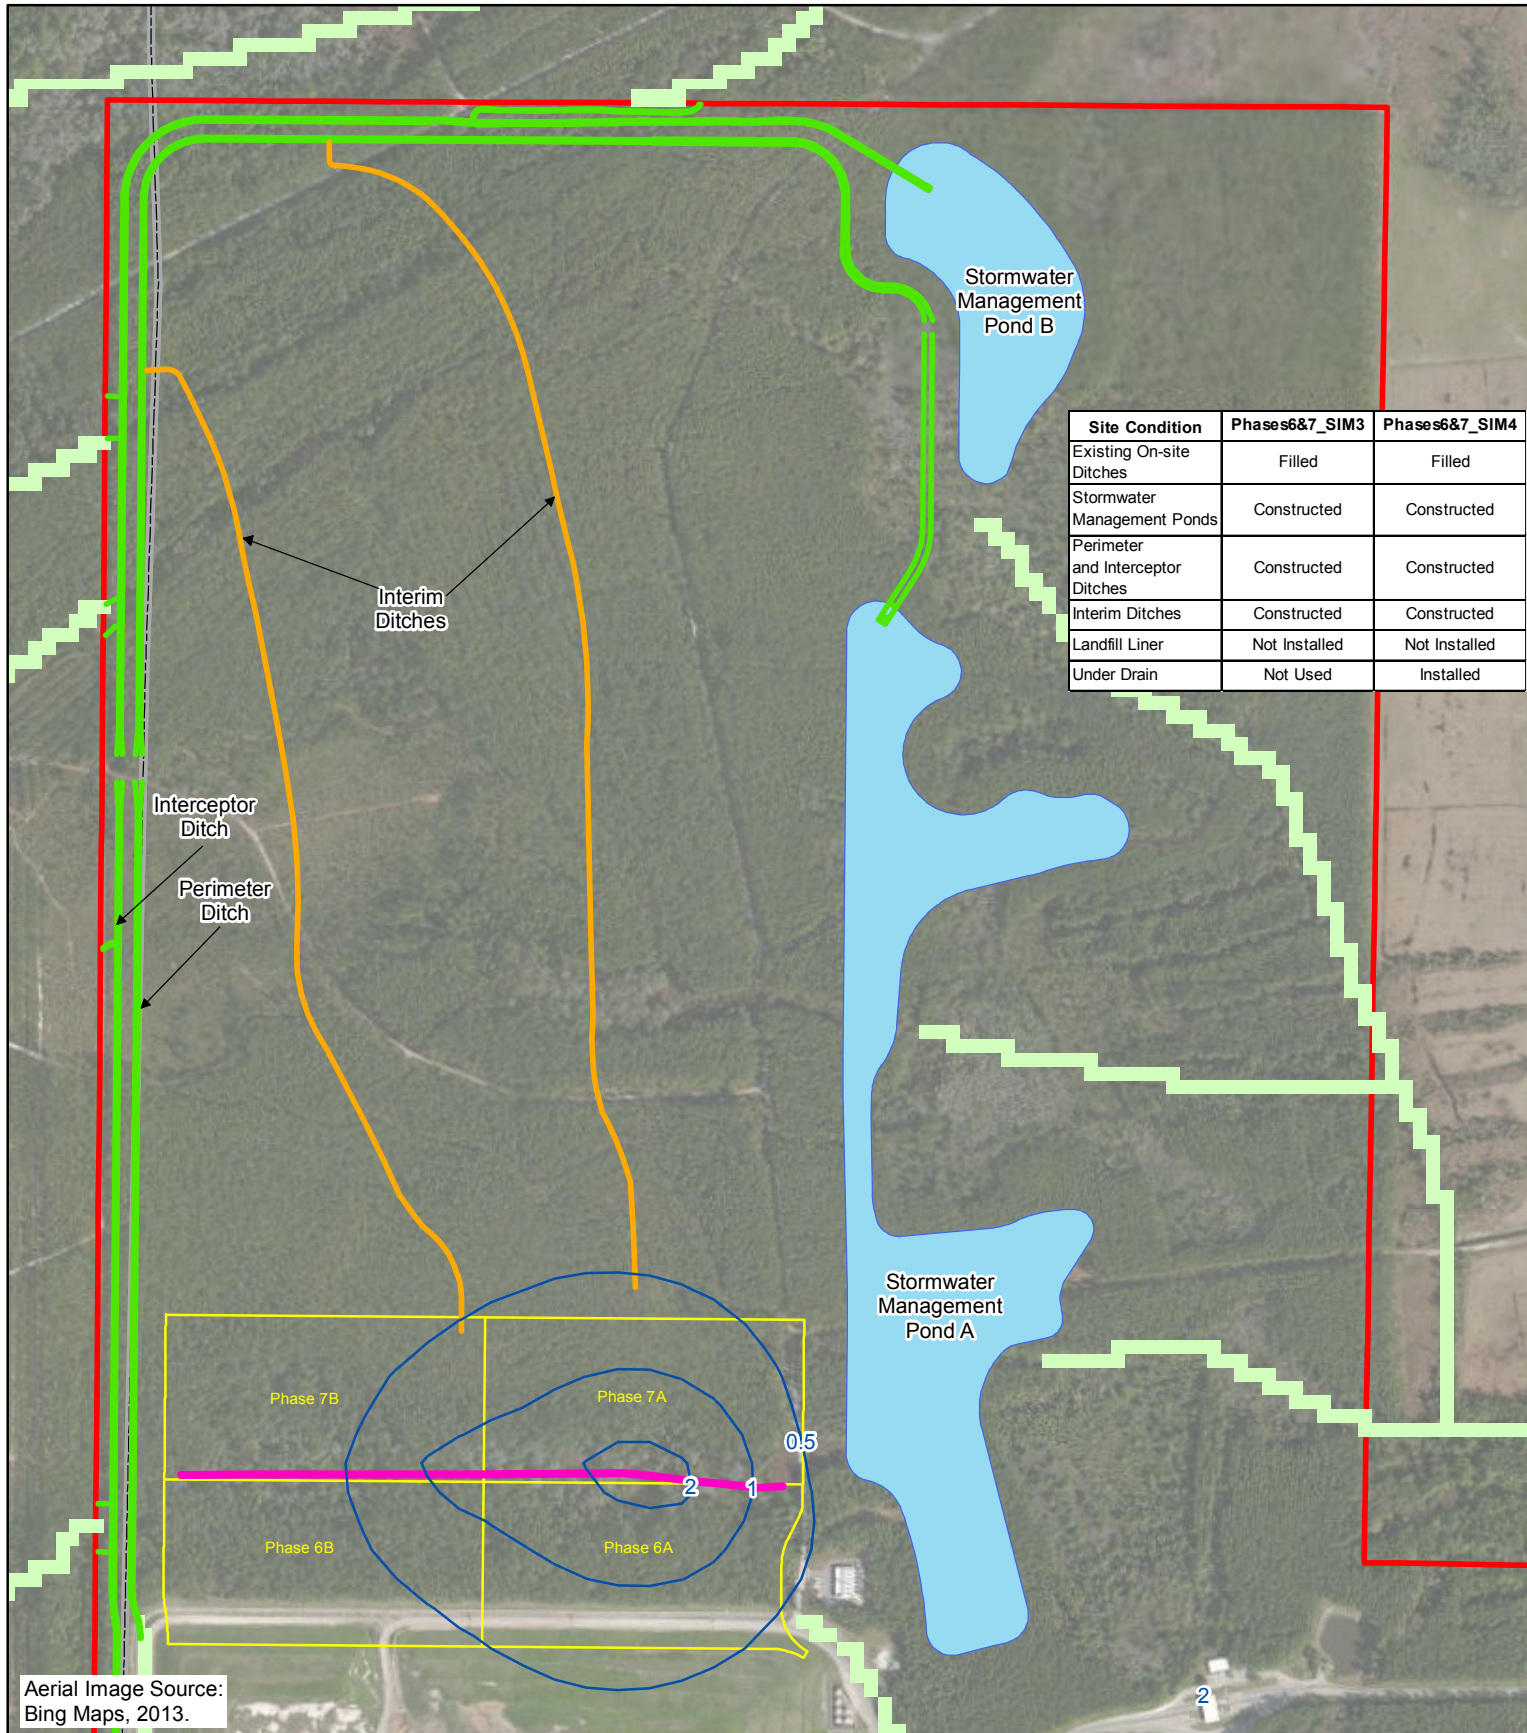 Stormwater
Management
Pond B
Site Condition Phases6&7_SIM3 Phases6&7_SIM4
Existing On-site
Ditches Filled Filled
Stormwater
Management Ponds Constructed Constructed
Perimeter
and Interceptor
Ditches Constructed Constructed
Interim Ditches Constructed Constructed
Landfill Liner Not Installed Not Installed
Under Drain Not Used Installed
Interim
Ditches
Interceptor
Ditch
Perimeter
Ditch
Stormwater
Management
Pond A
Phase 7B
Phase 7A
0.5
2
1
Phase 6B
Phase 6A
Aerial Image Source:
Bing Maps, 2013.
2